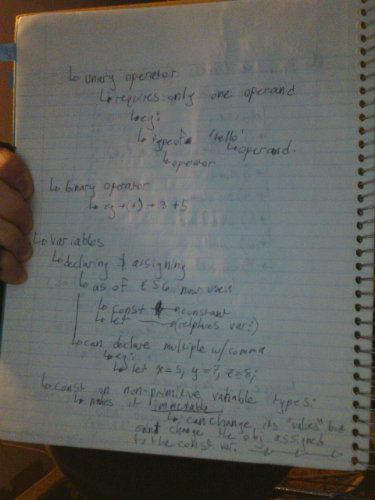 ↳ unary operator
↳ requires only one operand
↳ eg:
↳ typeof 'hello'
↳ operand.
↳ operator
↳ binary operator
↳ eg → (+) → 3 + 5
↳ variables
↳ declaring & assigning
↳ as of ES6 now uses
↳ const constant
↳ let (replaces var?)
↳ can declare multiple w/ comma
↳ eg:
↳ let x = 5, y = 7, z = 8;
↳ const on non-primitive variable types:
↳ makes it immutable
↳ can change its "values" but
can't change the obj assigned
to the const var.